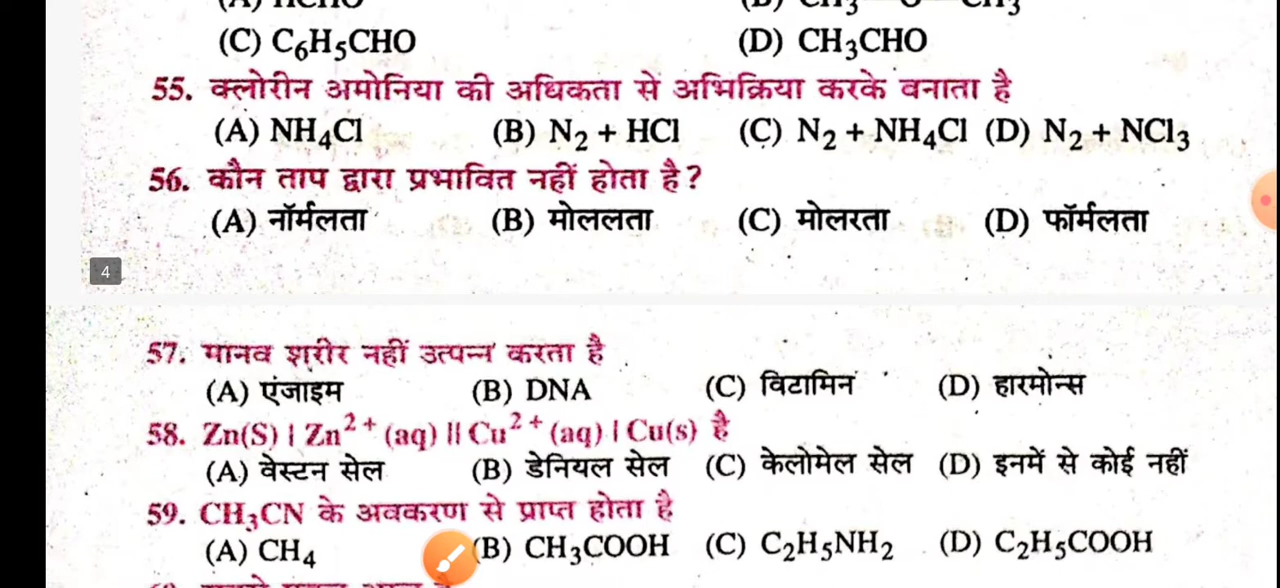 (C) C₆H₅CHO (D) CH₃CHO
55. क्लोरीन अमोनिया की अधिकता से अभिक्रिया करके बनाता है
(A) NH₄Cl (B) N₂ + HCl (C) N₂ + NH₄Cl (D) N₂ + NCl₃
56. कौन ताप द्वारा प्रभावित नहीं होता है?
(A) नॉर्मलता (B) मोललता (C) मोलरता (D) फॉर्मलता
4
57. मानव शरीर नहीं उत्पन्न करता है
(A) एंजाइम (B) DNA (C) विटामिन (D) हारमोन्स
58. Zn(S) | Zn²⁺ (aq) || Cu²⁺ (aq) | Cu(s) है
(A) वेस्टन सेल (B) डेनियल सेल (C) केलोमेल सेल (D) इनमें से कोई नहीं
59. CH₃CN के अवकरण से प्राप्त होता है
(A) CH₄ (B) CH₃COOH (C) C₂H₅NH₂ (D) C₂H₅COOH